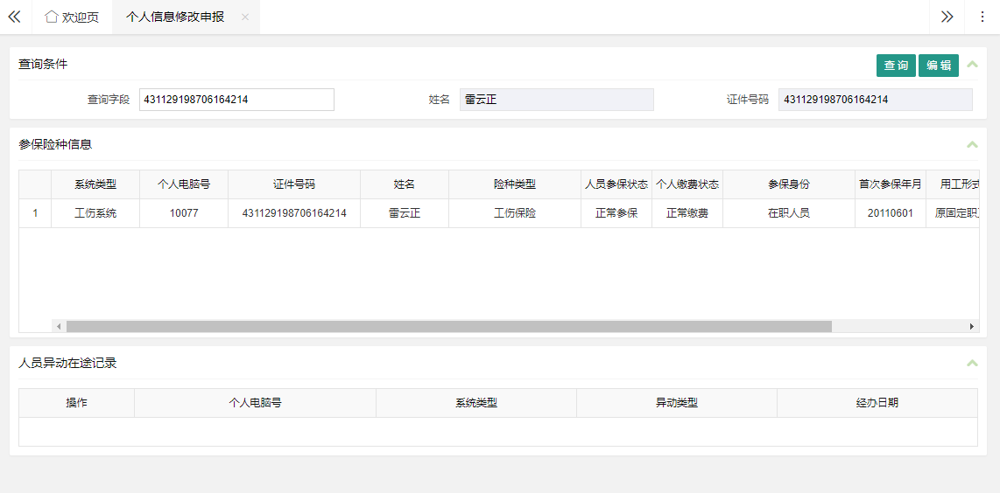 欢迎页 个人信息修改申报
查询条件 查 询 编 辑
查询字段 431129198706164214 姓名 雷云正 证件号码 431129198706164214
参保险种信息
系统类型 个人电脑号 证件号码 姓名 险种类型 人员参保状态 个人缴费状态 参保身份 首次参保年月 用工形式
1 工伤系统 10077 431129198706164214 雷云正 工伤保险 正常参保 正常缴费 在职人员 20110601 原固定职
人员异动在途记录
操作 个人电脑号 系统类型 异动类型 经办日期